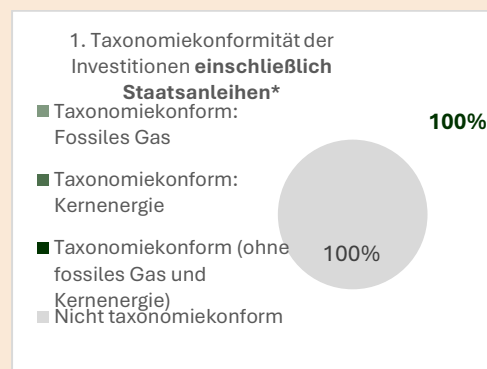 1. Taxonomiekonformität der
Investitionen einschließlich
Staatsanleihen*
Taxonomiekonform:
Fossiles Gas
Taxonomiekonform:
Kernenergie
Taxonomiekonform (ohne
fossiles Gas und
Kernenergie)
Nicht taxonomiekonform
100%
100%